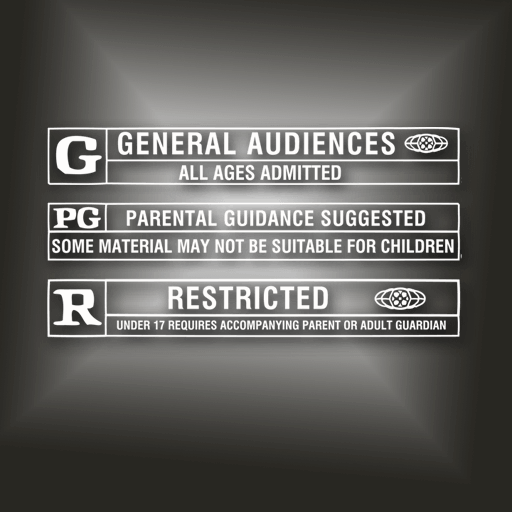 G GENERAL AUDIENCES
ALL AGES ADMITTED
PG PARENTAL GUIDANCE SUGGESTED
SOME MATERIAL MAY NOT BE SUITABLE FOR CHILDREN
R RESTRICTED
UNDER 17 REQUIRES ACCOMPANYING PARENT OR ADULT GUARDIAN